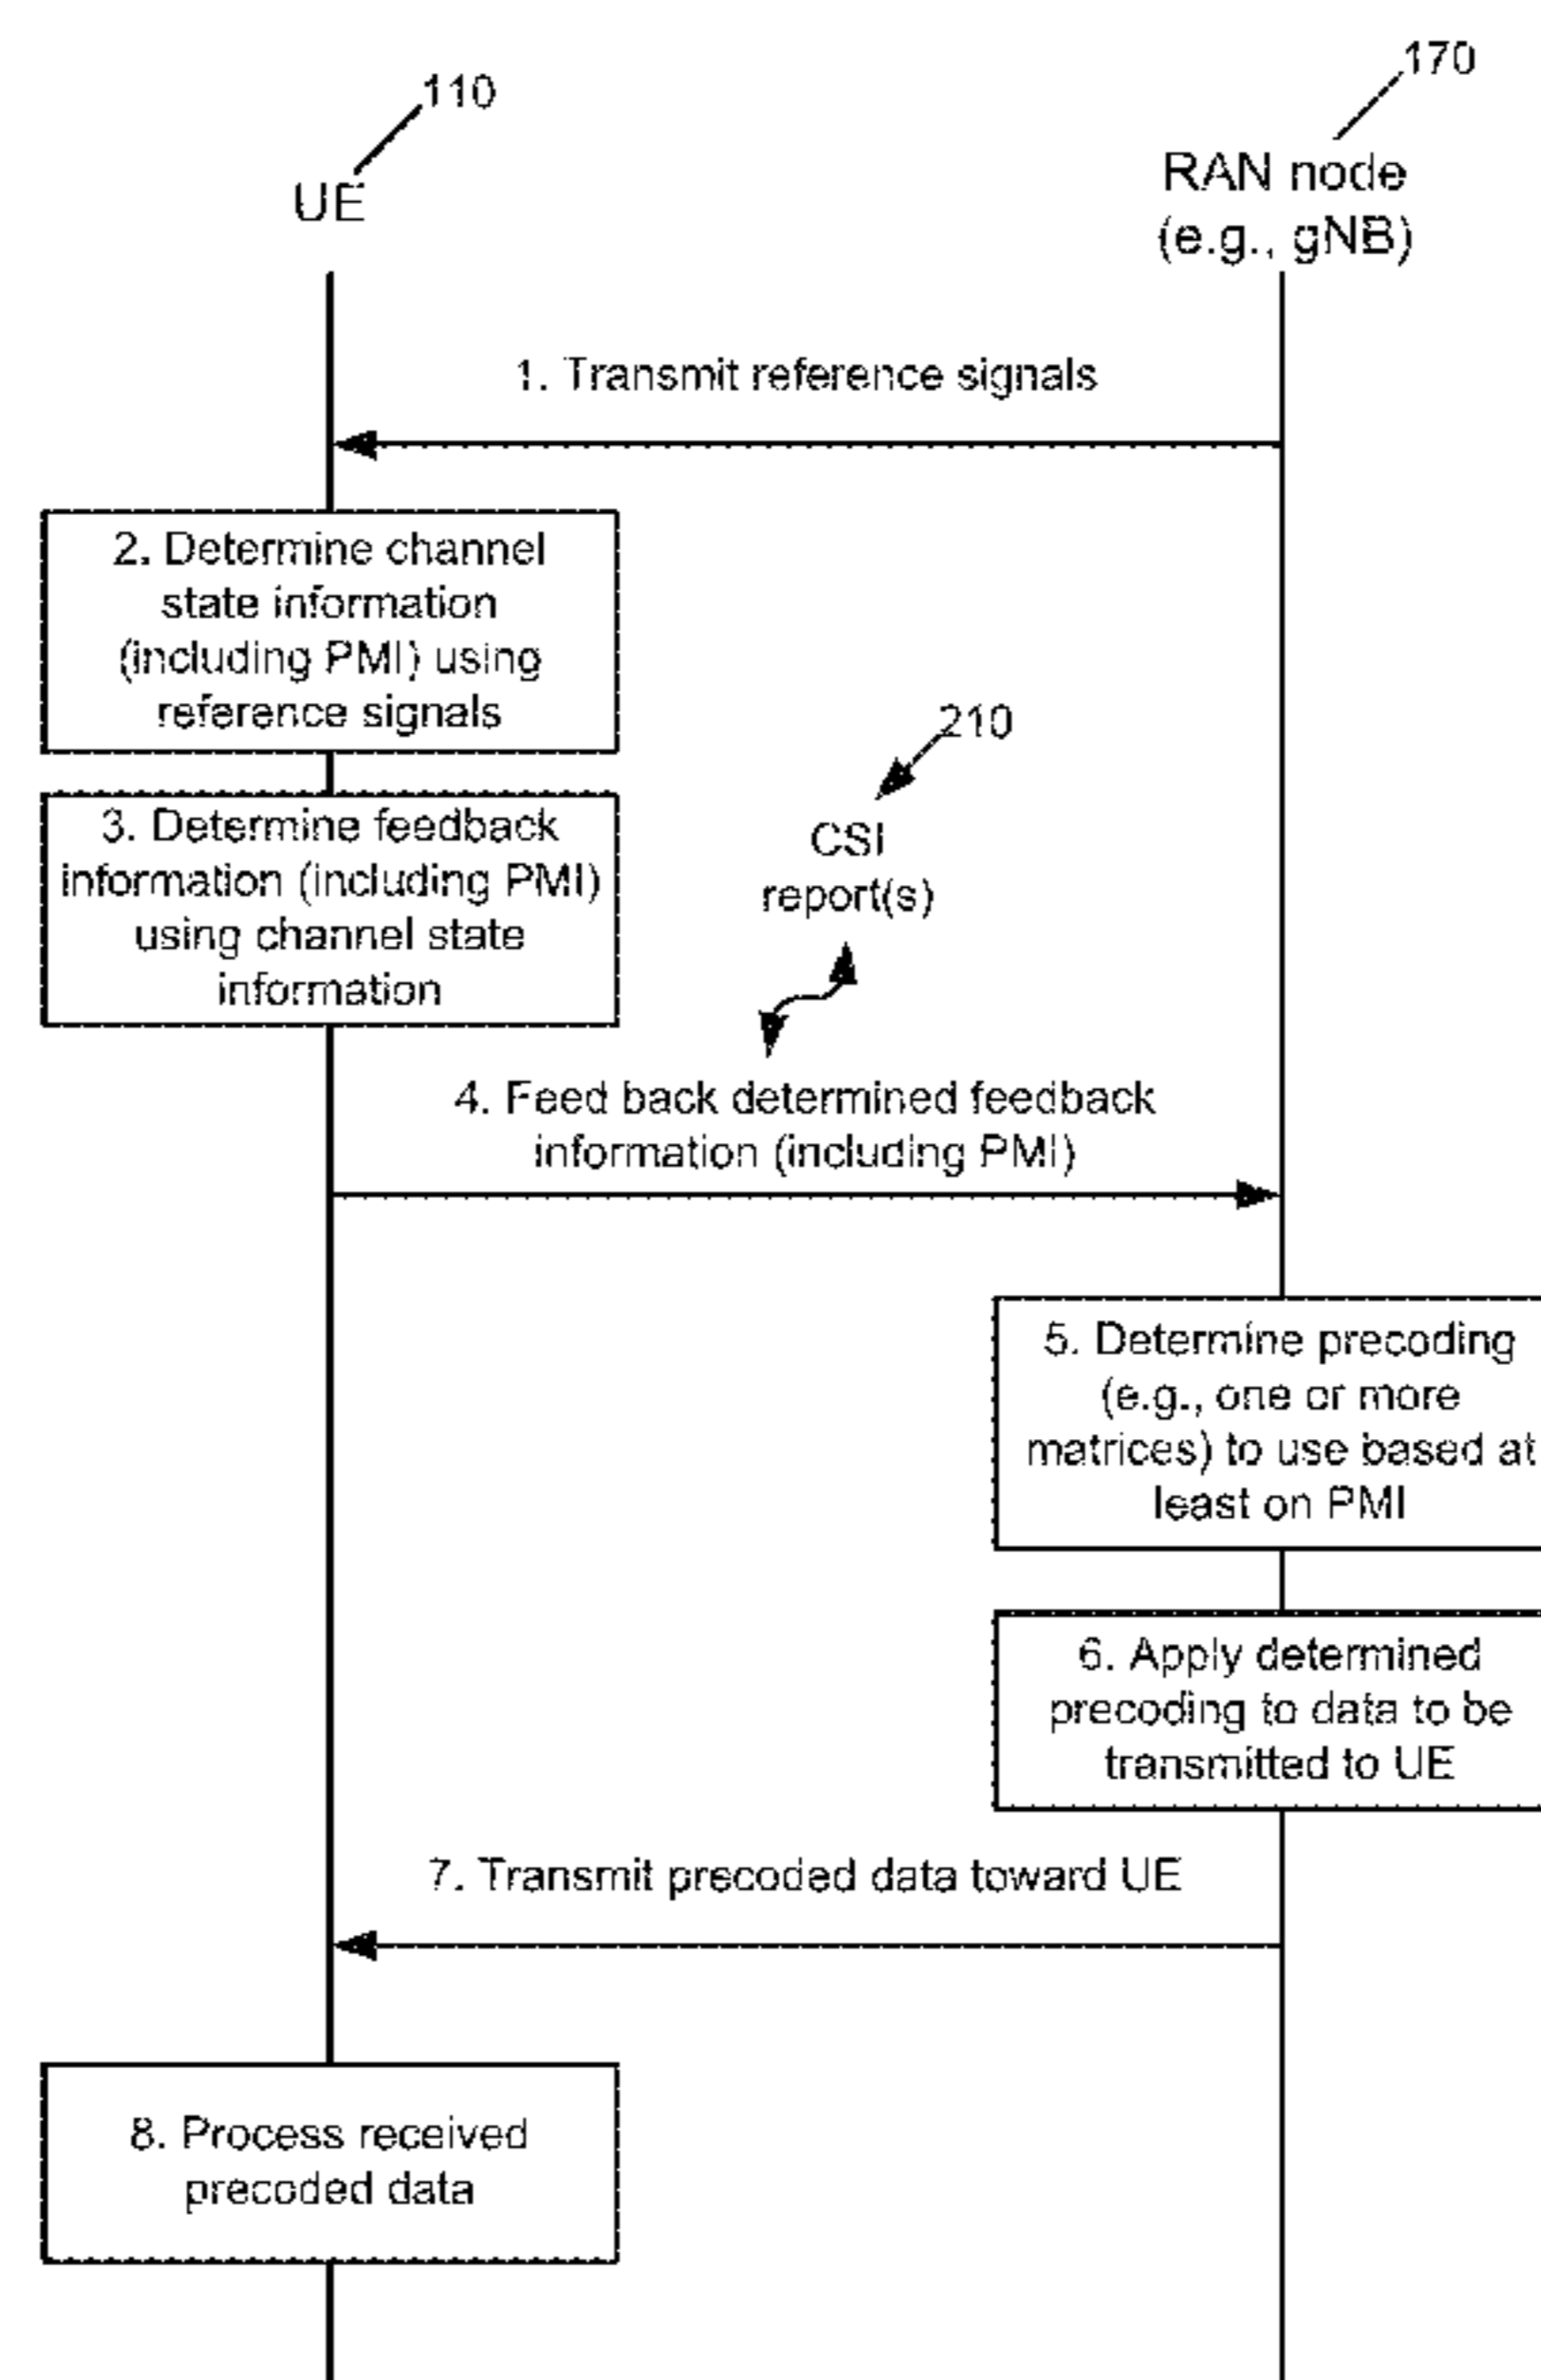 110
170
UE
RAN node
(e.g., gNB)
1. Transmit reference signals
2. Determine channel
state information
(including PMI) using
reference signals
210
CSI
report(s)
3. Determine feedback
information (including PMI)
using channel state
information
4. Feed back determined feedback
information (including PMI)
5. Determine precoding
(e.g., one or more
matrices) to use based at
least on PMI
6. Apply determined
precoding to data to be
transmitted to UE
7. Transmit precoded data toward UE
8. Process received
precoded data